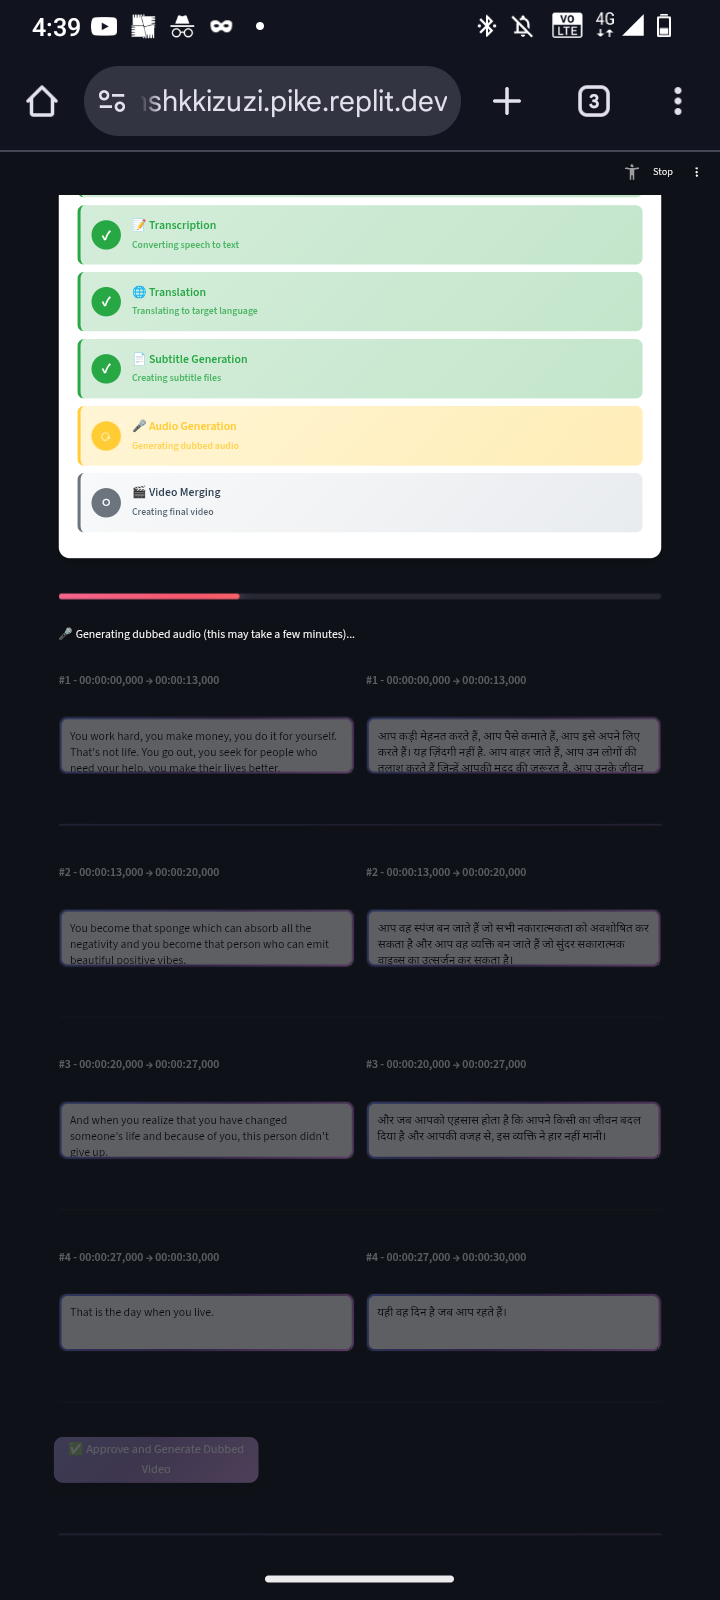 4:39
VO
LTE
4G
shkkizuzi.pike.replit.dev
3
Stop
📝 Transcription
Converting speech to text
🌐 Translation
Translating to target language
📄 Subtitle Generation
Creating subtitle files
🎤 Audio Generation
Generating dubbed audio
🎬 Video Merging
Creating final video
🎤 Generating dubbed audio (this may take a few minutes)...
#1 - 00:00:00,000 → 00:00:13,000
You work hard, you make money, you do it for yourself.
That's not life. You go out, you seek for people who
need your help, you make their lives better
#1 - 00:00:00,000 → 00:00:13,000
आप कड़ी मेहनत करते हैं, आप पैसे कमाते हैं, आप इसे अपने लिए
करते हैं। यह ज़िंदगी नहीं है. आप बाहर जाते हैं, आप उन लोगों की
तलाश करते हैं जिन्हें आपकी मदद की ज़रूरत है, आप उनके जीवन
#2 - 00:00:13,000 → 00:00:20,000
You become that sponge which can absorb all the
negativity and you become that person who can emit
beautiful positive vibes.
#2 - 00:00:13,000 → 00:00:20,000
आप वह स्पंज बन जाते हैं जो सभी नकारात्मकता को अवशोषित कर
सकता है और आप वह व्यक्ति बन जाते हैं जो सुंदर सकारात्मक
वाइब्स का उत्सर्जन कर सकता है।
#3 - 00:00:20,000 → 00:00:27,000
And when you realize that you have changed
someone's life and because of you, this person didn't
give up.
#3 - 00:00:20,000 → 00:00:27,000
और जब आपको एहसास होता है कि आपने किसी का जीवन बदल
दिया है और आपकी वजह से, इस व्यक्ति ने हार नहीं मानी।
#4 - 00:00:27,000 → 00:00:30,000
That is the day when you live.
#4 - 00:00:27,000 → 00:00:30,000
यही वह दिन है जब आप रहते हैं।
✅ Approve and Generate Dubbed
Video